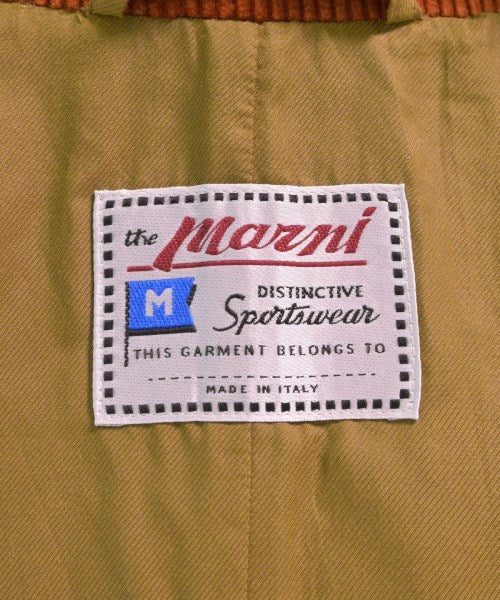 the Marni
M
DISTINCTIVE
Sportswear
THIS GARMENT BELONGS TO
MADE IN ITALY